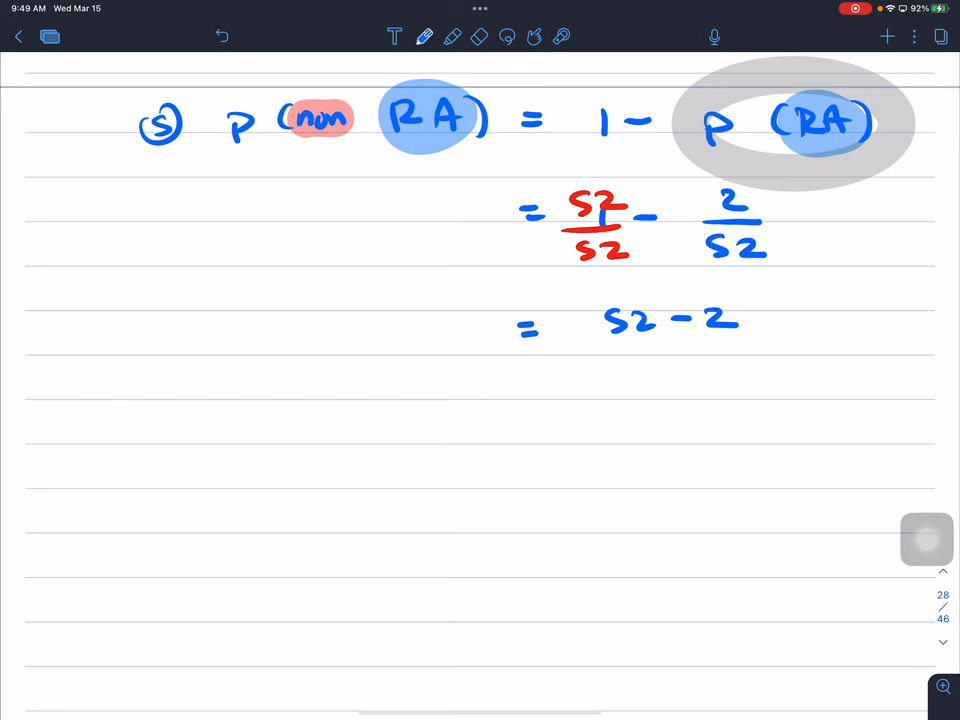 9:49 AM Wed Mar 15
92%
T
(5) P (non RA) = 1 - P (RA)
= 52/52 1 - 2/52
= 52 - 2
28
/
46